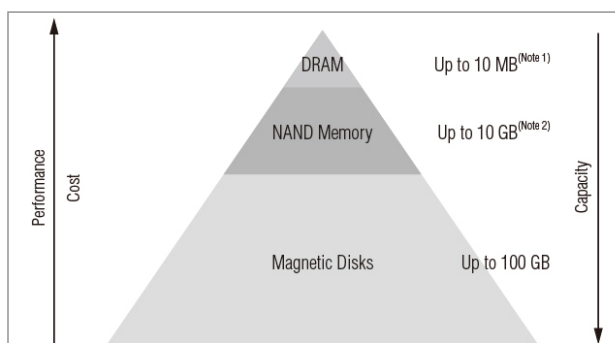 DRAM Up to 10 MB(Note 1)
NAND Memory Up to 10 GB(Note 2)
Magnetic Disks Up to 100 GB
Performance
Cost
Capacity